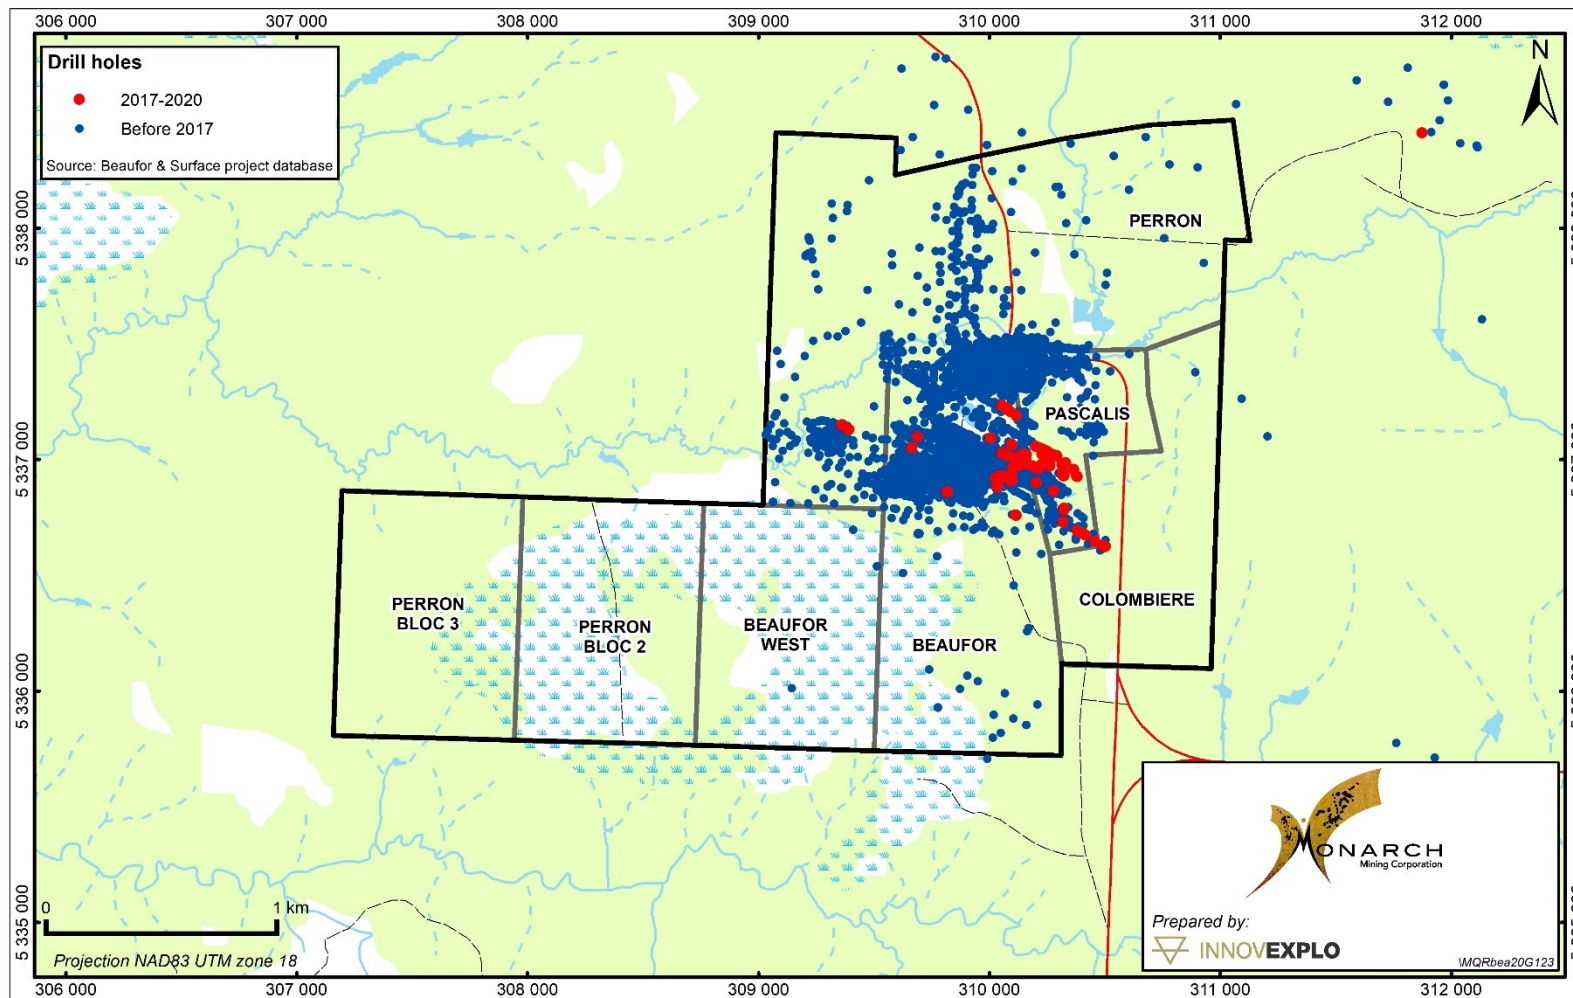 306 000 307 000 308 000 309 000 310 000 311 000 312 000
Drill holes
2017-2020
Before 2017
Source: Beaufor & Surface project database
N
5 338 000
PERRON
PASCALIS
5 337 000
PERRON
BLOC 3
PERRON
BLOC 2
BEAUFOR
WEST
BEAUFOR
COLOMBIERE
5 336 000
5 335 000
0 1 km
Projection NAD83 UTM zone 18
MONARCH
Mining Corporation
Prepared by:
INNOVEXPLO
\MQRbea20G123
306 000 307 000 308 000 309 000 310 000 311 000 312 000